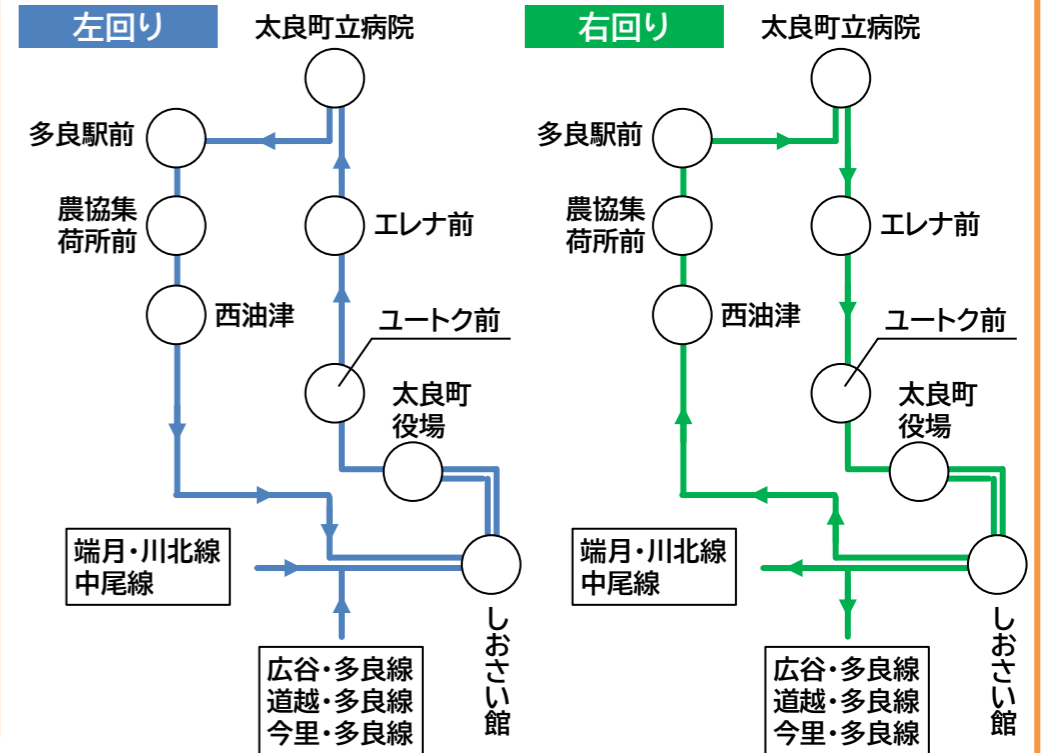 左回り
太良町立病院
多良駅前
農協集
荷所前
エレナ前
西油津
ユートク前
太良町
役場
端月・川北線
中尾線
しおさい館
広谷・多良線
道越・多良線
今里・多良線
右回り
太良町立病院
多良駅前
農協集
荷所前
エレナ前
西油津
ユートク前
太良町
役場
端月・川北線
中尾線
しおさい館
広谷・多良線
道越・多良線
今里・多良線